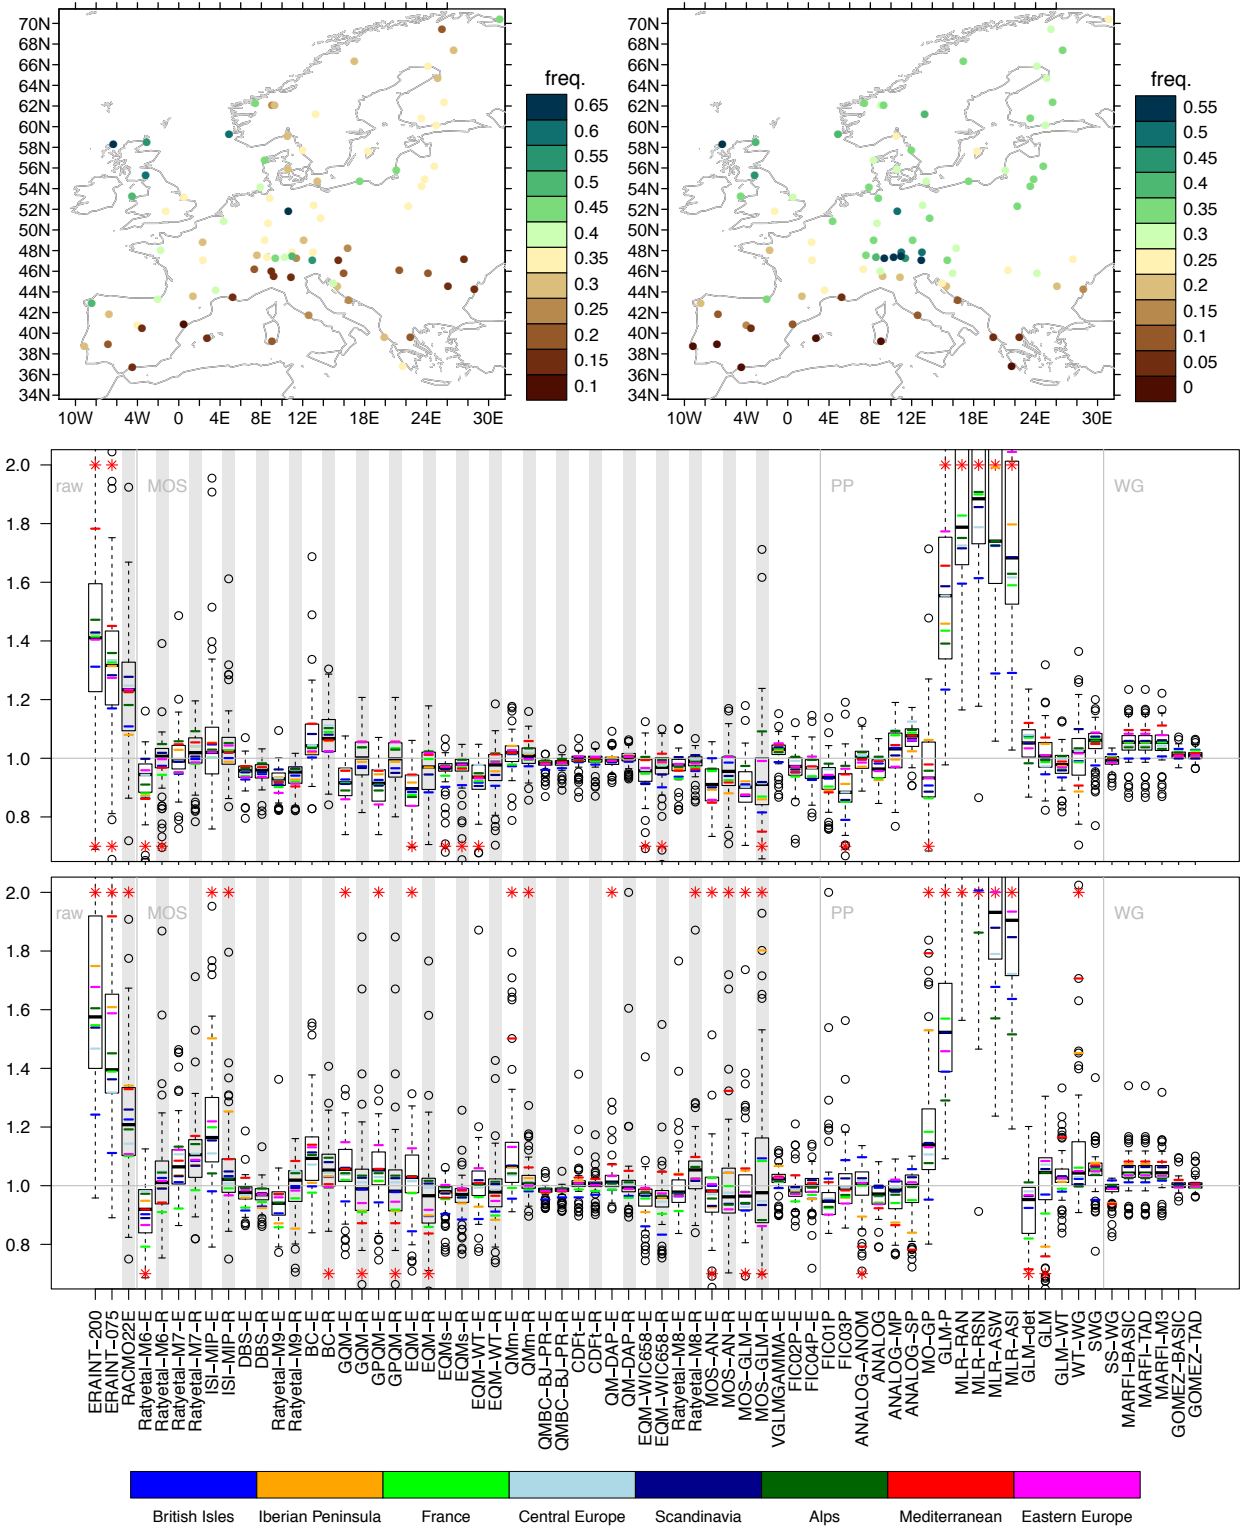 70N
68N
66N
64N
62N
60N
58N
56N
54N
52N
50N
48N
46N
44N
42N
40N
38N
36N
34N
10W 4W 0 4E 8E 12E 17E 22E 30E
freq.
0.65
0.6
0.55
0.5
0.45
0.4
0.35
0.3
0.25
0.2
0.15
0.1
70N
68N
66N
64N
62N
60N
58N
56N
54N
52N
50N
48N
46N
44N
42N
40N
38N
36N
34N
10W 4W 0 4E 8E 12E 17E 22E 30E
freq.
0.55
0.5
0.45
0.4
0.35
0.3
0.25
0.2
0.15
0.1
0.05
0
2.0
1.8
1.6
1.4
1.2
1.0
0.8
raw MOS PP WG
2.0
1.8
1.6
1.4
1.2
1.0
0.8
raw MOS PP WG
ERAINT-200
ERAINT-075
RACMO22E
Ratyetal-M6-E
Ratyetal-M6-R
Ratyetal-M7-E
Ratyetal-M7-R
ISI-MIP-E
ISI-MIP-R
DBS-E
DBS-R
Ratyetal-M9-E
Ratyetal-M9-R
BC-E
BC-R
GQM-E
GQM-R
GPQM-E
GPQM-R
EQM-E
EQM-R
EQMs-E
EQMs-R
EQM-WT-E
EQM-WT-R
QMm-E
QMm-R
QMBC-BJ-PR-E
QMBC-BJ-PR-R
CDFt-E
CDFt-R
QM-DAP-E
QM-DAP-R
EQM-WIC658-E
EQM-WIC658-R
Ratyetal-M8-E
Ratyetal-M8-R
MOS-AN-E
MOS-AN-R
MOS-GLM-E
MOS-GLM-R
VGLMGAMMA-E
FIC02P-E
FIC04P-E
FIC01P
FIC03P
ANALOG-ANOM
ANALOG
ANALOG-MP
ANALOG-SP
MO-GP
GLM-P
MLR-RAN
MLR-RSN
MLR-ASW
MLR-ASI
GLM-det
GLM
GLM-WT
WT-WG
SWG
SS-WG
MARFI-BASIC
MARFI-TAD
MARFI-M3
GOMEZ-BASIC
GOMEZ-TAD
British Isles Iberian Peninsula France Central Europe Scandinavia Alps Mediterranean Eastern Europe